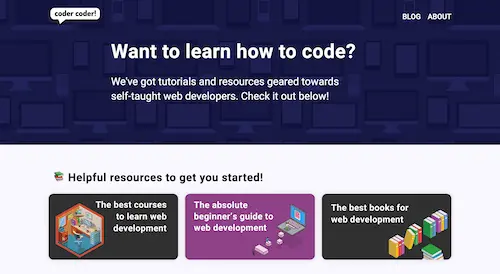 coder coder!
BLOG ABOUT
Want to learn how to code?
We've got tutorials and resources geared towards
self-taught web developers. Check it out below!
Helpful resources to get you started!
The best courses
to learn web
development
The absolute
beginner's guide to
web development
The best books for
web development